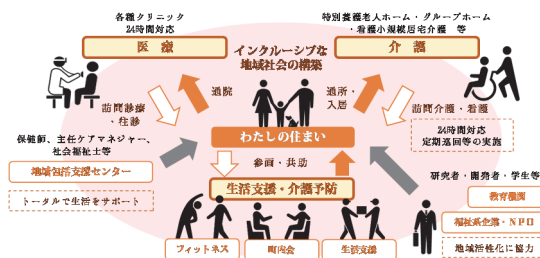 各種クリニック
24時間対応
医療
特別養護老人ホーム・グループホーム
・看護小規模居宅介護 等
介護
インクルーシブな
地域社会の構築
訪問診療
・往診
通院
通所・
入居
訪問介護・看護
24時間対応
定期巡回等の実施
わたしの住まい
保健師、主任ケアマネジャー、
社会福祉士等
地域包括支援センター
トータルで生活をサポート
参画・共助
生活支援・介護予防
研究者・開発者・学生等
教育機関
福祉系企業・NPO
地域活性化に協力
フィットネス
町内会
生活支援